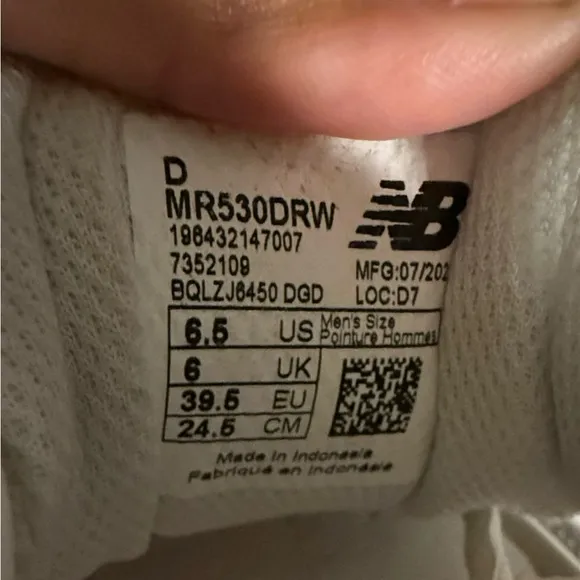 D
MR530DRW
196432147007
7352109
BQLZJ6450 DGD
NB
MFG:07/202
LOC:D7
6.5 US Men's Size
Pointure Hommes
6 UK
39.5 EU
24.5 CM
Made in Indonesia
Fabriqué en Indonésie